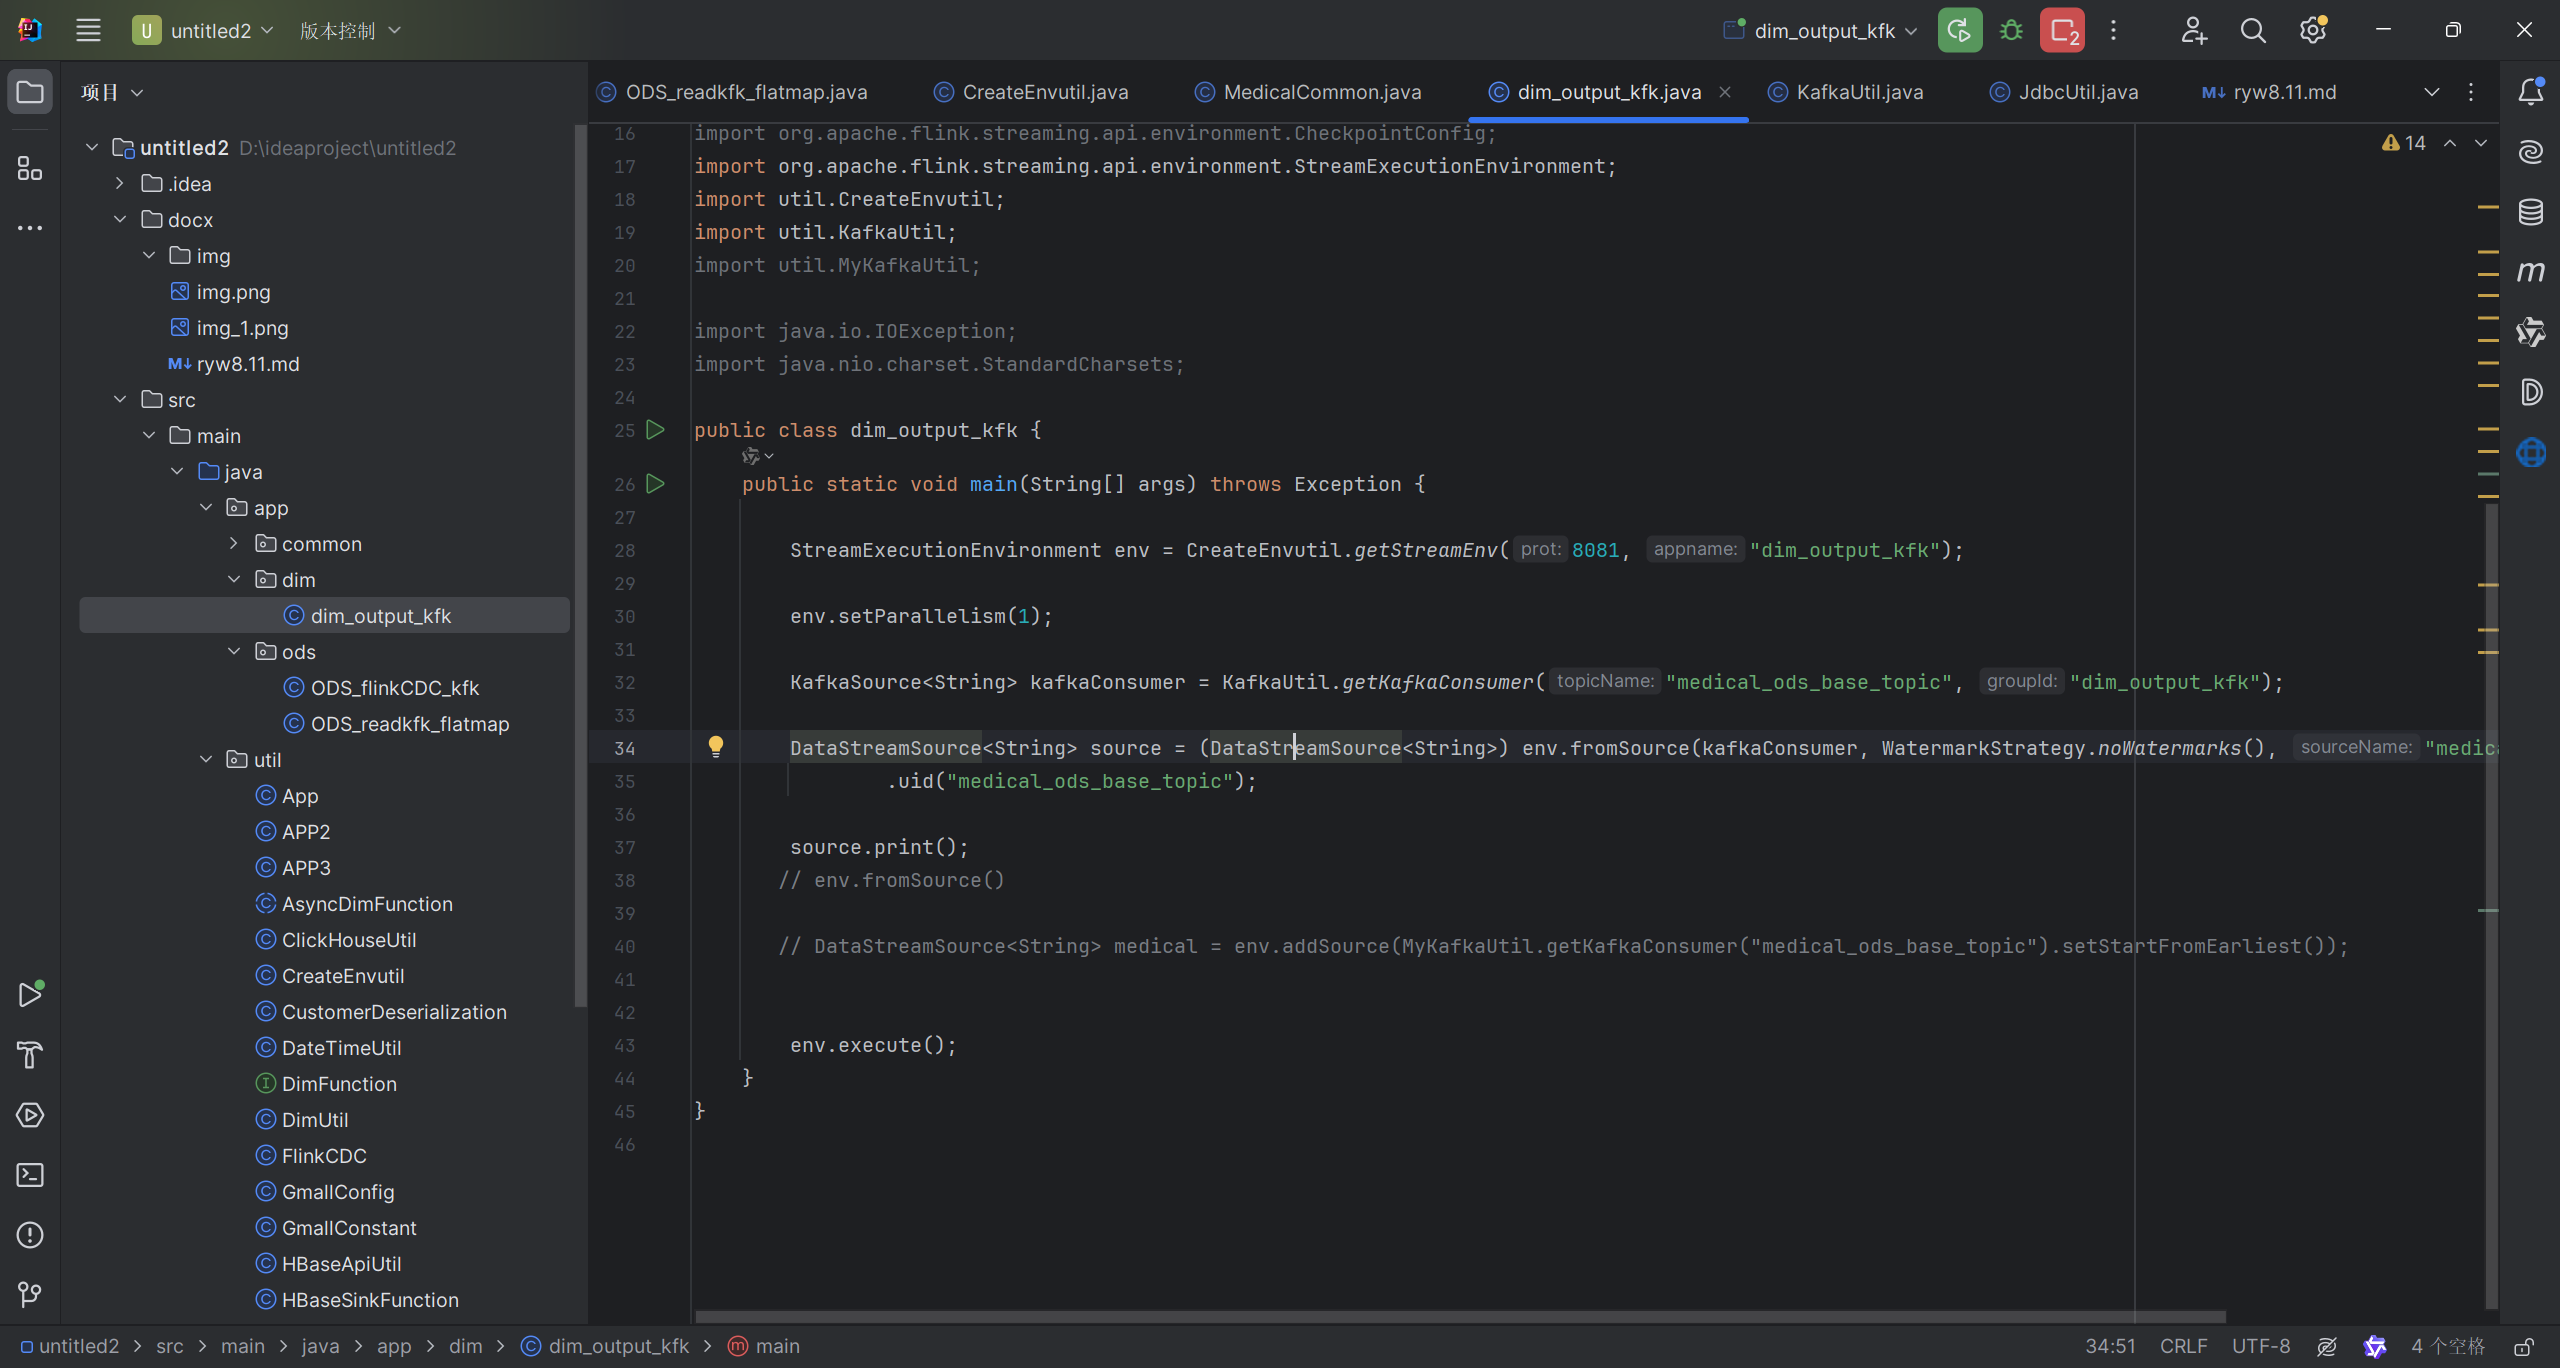 U untitled2 版本控制 dim_output_kfk 2
项目
ODS_readkfk_flatmap.java CreateEnvutil.java MedicalCommon.java dim_output_kfk.java KafkaUtil.java JdbcUtil.java M↓ ryw8.11.md
untitled2 D:\ideaproject\untitled2
.idea
docx
img
img.png
img_1.png
M↓ ryw8.11.md
src
main
java
app
common
dim
dim_output_kfk
ods
ODS_flinkCDC_kfk
ODS_readkfk_flatmap
util
App
APP2
APP3
AsyncDimFunction
ClickHouseUtil
CreateEnvutil
CustomerDeserialization
DateTimeUtil
DimFunction
DimUtil
FlinkCDC
GmallConfig
GmallConstant
HBaseApiUtil
HBaseSinkFunction
14
16 import org.apache.flink.streaming.api.environment.CheckpointConfig;
17 import org.apache.flink.streaming.api.environment.StreamExecutionEnvironment;
18 import util.CreateEnvutil;
19 import util.KafkaUtil;
20 import util.MyKafkaUtil;
21
22 import java.io.IOException;
23 import java.nio.charset.StandardCharsets;
24
25 public class dim_output_kfk {
26 public static void main(String[] args) throws Exception {
27
28 StreamExecutionEnvironment env = CreateEnvutil.getStreamEnv( prot: 8081, appname: "dim_output_kfk");
29
30 env.setParallelism(1);
31
32 KafkaSource<String> kafkaConsumer = KafkaUtil.getKafkaConsumer( topicName: "medical_ods_base_topic", groupId: "dim_output_kfk");
33
34 DataStreamSource<String> source = (DataStreamSource<String>) env.fromSource(kafkaConsumer, WatermarkStrategy.noWatermarks(), sourceName: "medic
35 .uid("medical_ods_base_topic");
36
37 source.print();
38 // env.fromSource()
39
40 // DataStreamSource<String> medical = env.addSource(MyKafkaUtil.getKafkaConsumer("medical_ods_base_topic").setStartFromEarliest());
41
42
43 env.execute();
44 }
45 }
46
untitled2 > src > main > java > app > dim > dim_output_kfk > main 34:51 CRLF UTF-8 4 个空格